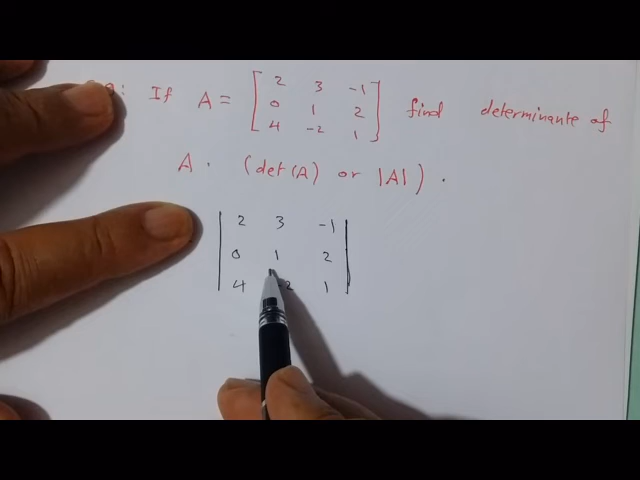 If A = [ 2 3 -1
0 1 2
4 -2 1 ] find determinante of
A. (det(A) or |A|).
| 2 3 -1 |
| 0 1 2 |
| 4 2 1 |